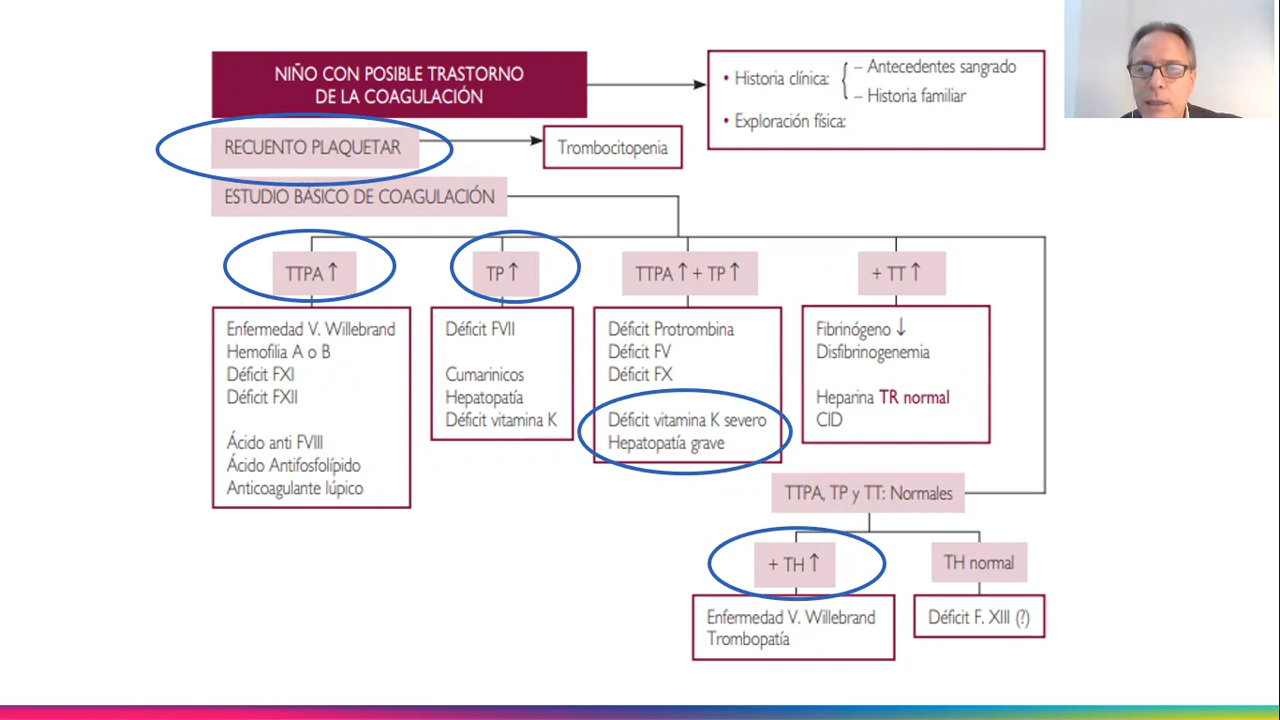 NIÑO CON POSIBLE TRASTORNO
DE LA COAGULACIÓN
• Historia clínica:
– Antecedentes sangrado
– Historia familiar
• Exploración física:
RECUENTO PLAQUETAR
Trombocitopenia
ESTUDIO BÁSICO DE COAGULACIÓN
TTPA ↑
TP ↑
TTPA ↑ + TP ↑
+ TT ↑
Enfermedad V. Willebrand
Hemofilia A o B
Déficit FXI
Déficit FXII
Ácido anti FVIII
Ácido Antifosfolípido
Anticoagulante lúpico
Déficit FVII
Cumarinicos
Hepatopatía
Déficit vitamina K
Déficit Protrombina
Déficit FV
Déficit FX
Déficit vitamina K severo
Hepatopatía grave
Fibrinógeno ↓
Disfibrinogenemia
Heparina TR normal
CID
TTPA, TP y TT: Normales
+ TH ↑
TH normal
Enfermedad V. Willebrand
Trombopatía
Déficit F. XIII (?)